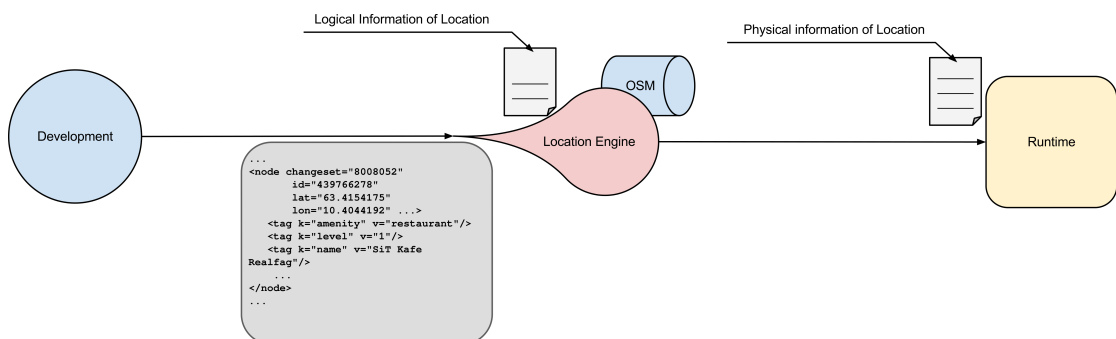 Logical Information of Location
Physical information of Location
OSM
Development
Location Engine
Runtime
...
<node changeset="8008052"
id="439766278"
lat="63.4154175"
lon="10.4044192" ...>
<tag k="amenity" v="restaurant"/>
<tag k="level" v="1"/>
<tag k="name" v="SiT Kafe
Realfag"/>
...
</node>
...